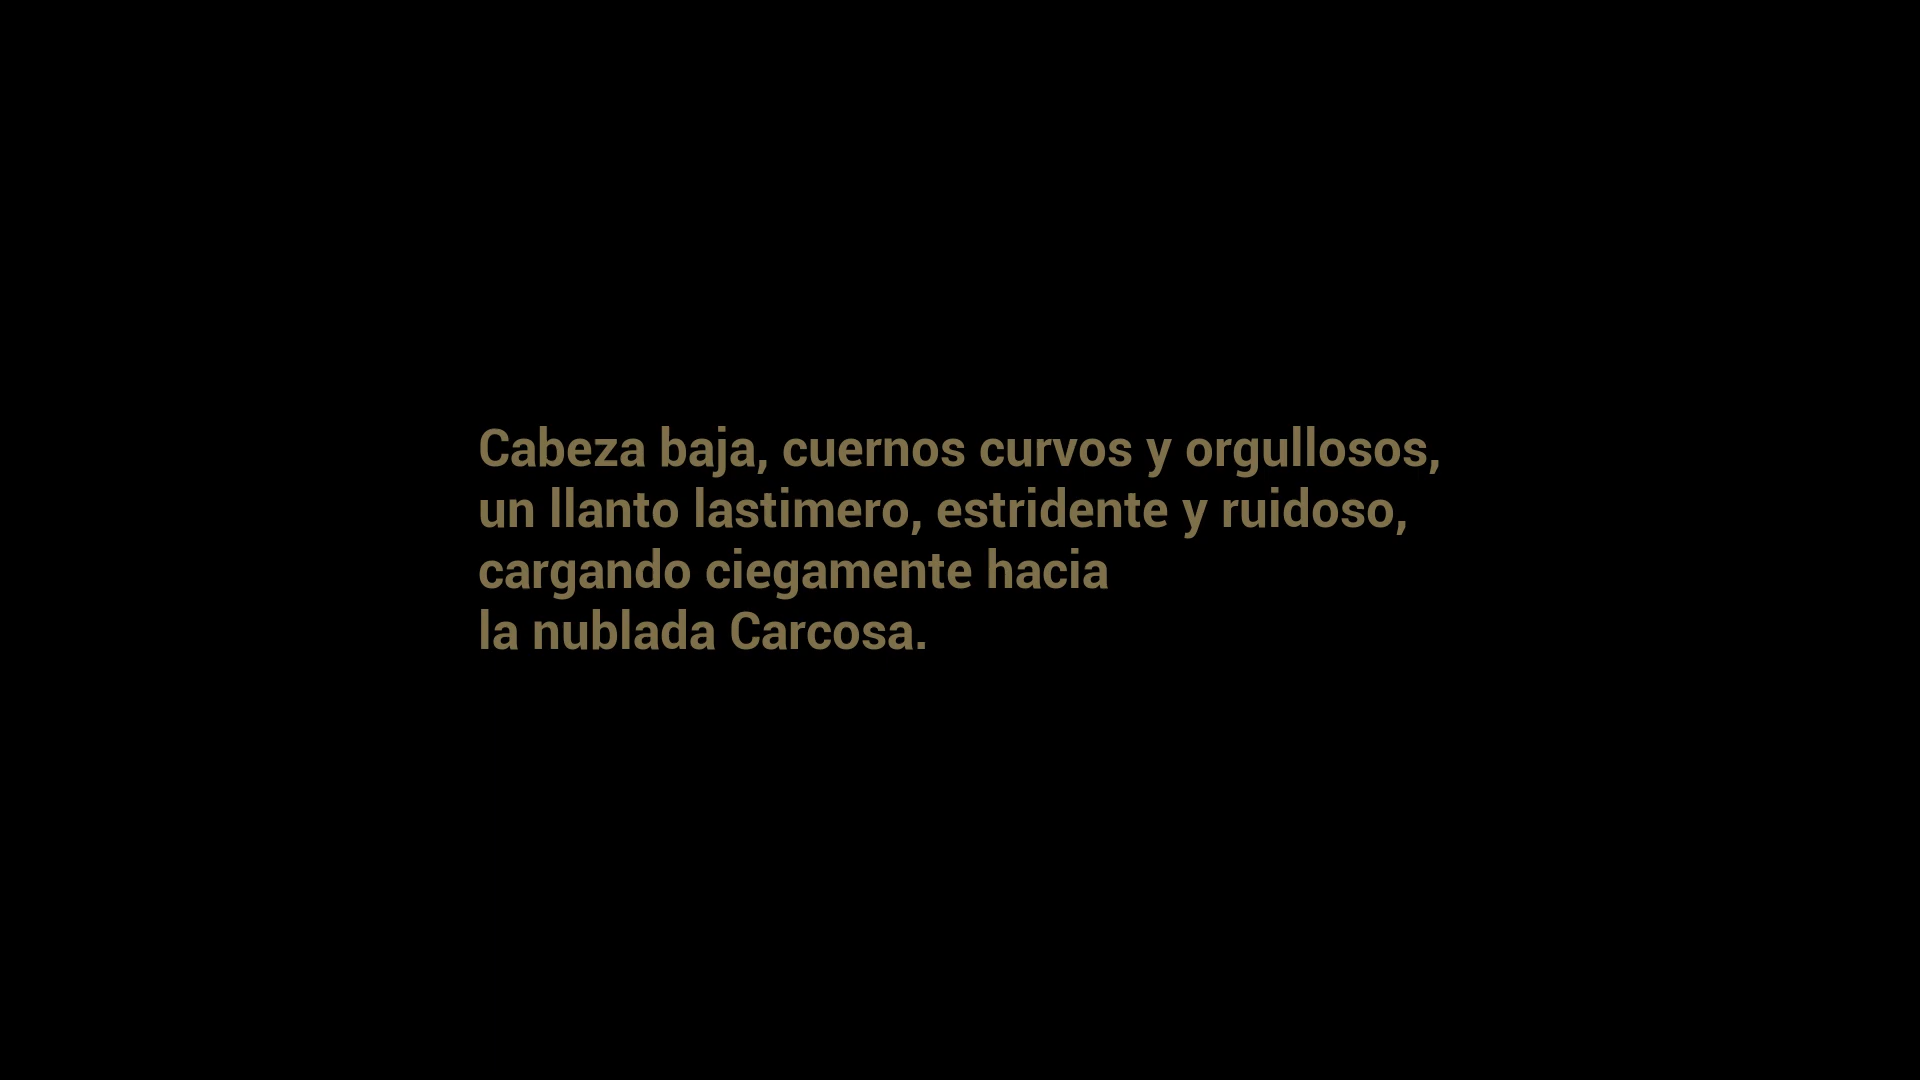 Cabeza baja, cuernos curvos y orgullosos,
un llanto lastimero, estridente y ruidoso,
cargando ciegamente hacia
la nublada Carcosa.